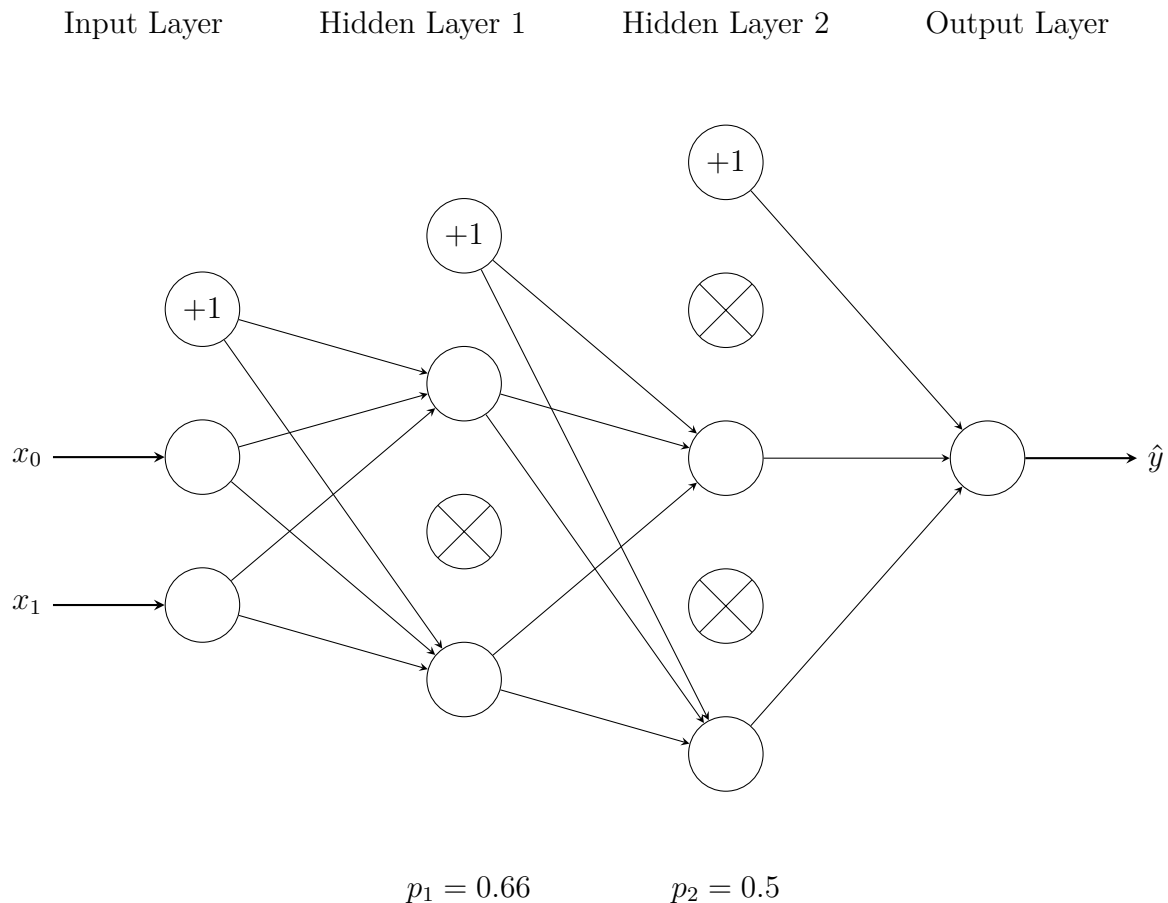 Input Layer Hidden Layer 1 Hidden Layer 2 Output Layer
+1
+1
+1
x₀
ŷ
x₁
p₁ = 0.66 p₂ = 0.5